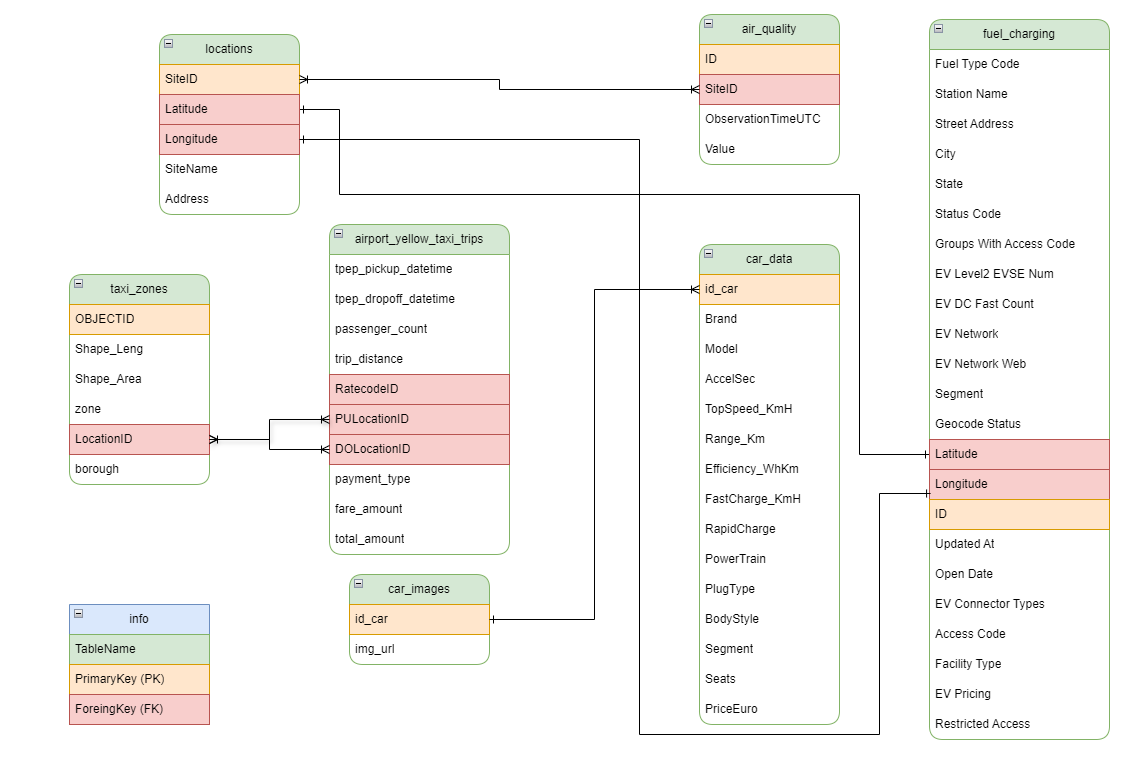 locations
SiteID
Latitude
Longitude
SiteName
Address
air_quality
ID
SiteID
ObservationTimeUTC
Value
fuel_charging
Fuel Type Code
Station Name
Street Address
City
State
Status Code
Groups With Access Code
EV Level2 EVSE Num
EV DC Fast Count
EV Network
EV Network Web
Segment
Geocode Status
Latitude
Longitude
ID
Updated At
Open Date
EV Connector Types
Access Code
Facility Type
EV Pricing
Restricted Access
taxi_zones
OBJECTID
Shape_Leng
Shape_Area
zone
LocationID
borough
airport_yellow_taxi_trips
tpep_pickup_datetime
tpep_dropoff_datetime
passenger_count
trip_distance
RatecodeID
PULocationID
DOLocationID
payment_type
fare_amount
total_amount
car_data
id_car
Brand
Model
AccelSec
TopSpeed_KmH
Range_Km
Efficiency_WhKm
FastCharge_KmH
RapidCharge
PowerTrain
PlugType
BodyStyle
Segment
Seats
PriceEuro
car_images
id_car
img_url
info
TableName
PrimaryKey (PK)
ForeingKey (FK)